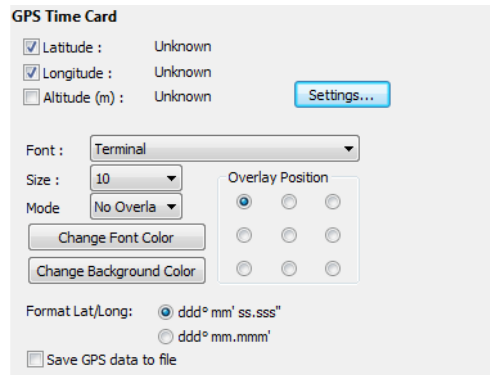 GPS Time Card
Latitude : Unknown
Longitude : Unknown
Altitude (m) : Unknown
Settings...
Font : Terminal
Size : 10
Overlay Position
Mode No Overla
Change Font Color
Change Background Color
Format Lat/Long: ddd° mm' ss.sss"
ddd° mm.mmm'
Save GPS data to file